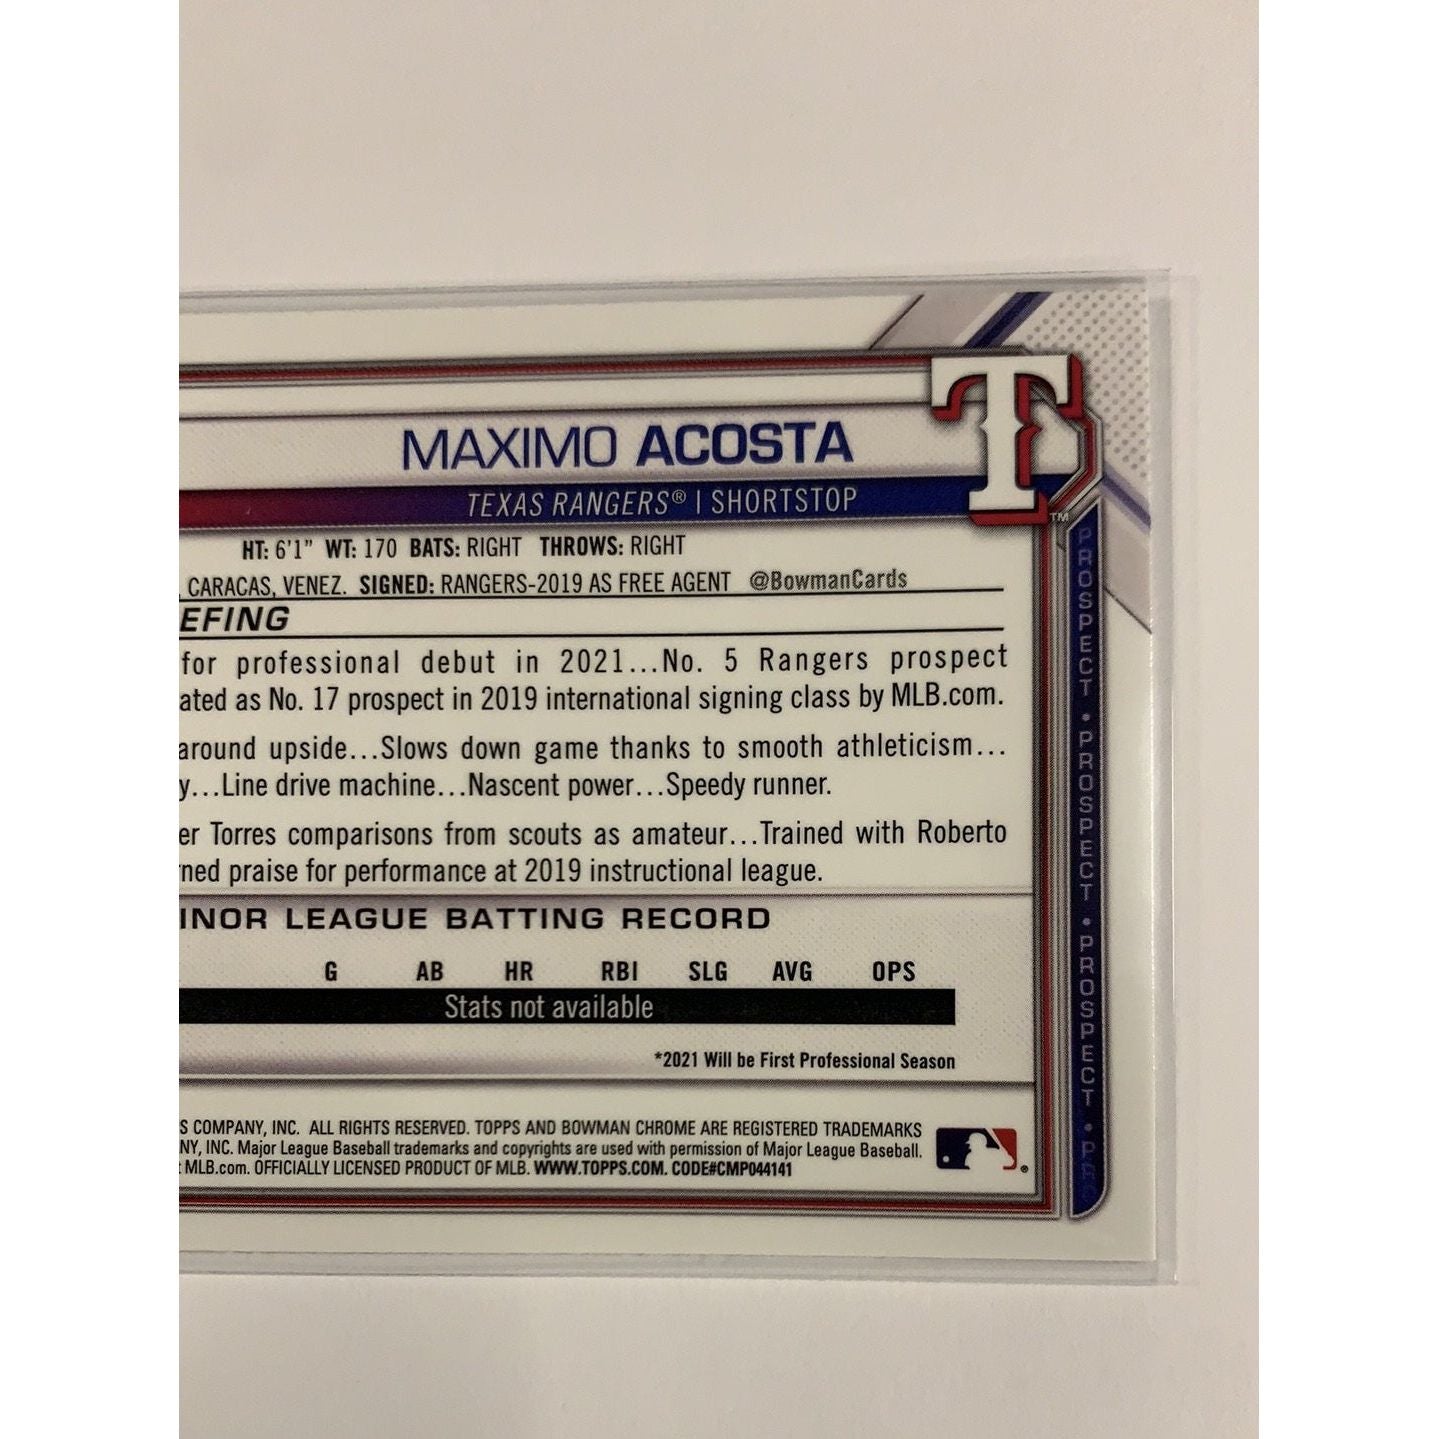 MAXIMO ACOSTA
TEXAS RANGERS® | SHORTSTOP
T
TM
HT: 6'1" WT: 170 BATS: RIGHT THROWS: RIGHT
, CARACAS, VENEZ. SIGNED: RANGERS-2019 AS FREE AGENT @BowmanCards
EFING
for professional debut in 2021...No. 5 Rangers prospect
ated as No. 17 prospect in 2019 international signing class by MLB.com.
around upside...Slows down game thanks to smooth athleticism...
y...Line drive machine...Nascent power...Speedy runner.
er Torres comparisons from scouts as amateur...Trained with Roberto
ned praise for performance at 2019 instructional league.
INOR LEAGUE BATTING RECORD
G AB HR RBI SLG AVG OPS
Stats not available
*2021 Will be First Professional Season
S COMPANY, INC. ALL RIGHTS RESERVED. TOPPS AND BOWMAN CHROME ARE REGISTERED TRADEMARKS
NY, INC. Major League Baseball trademarks and copyrights are used with permission of Major League Baseball.
t MLB.com. OFFICIALLY LICENSED PRODUCT OF MLB. WWW.TOPPS.COM. CODE#CMP044141
PROSPECT • PROSPECT • PROSPECT • PRO